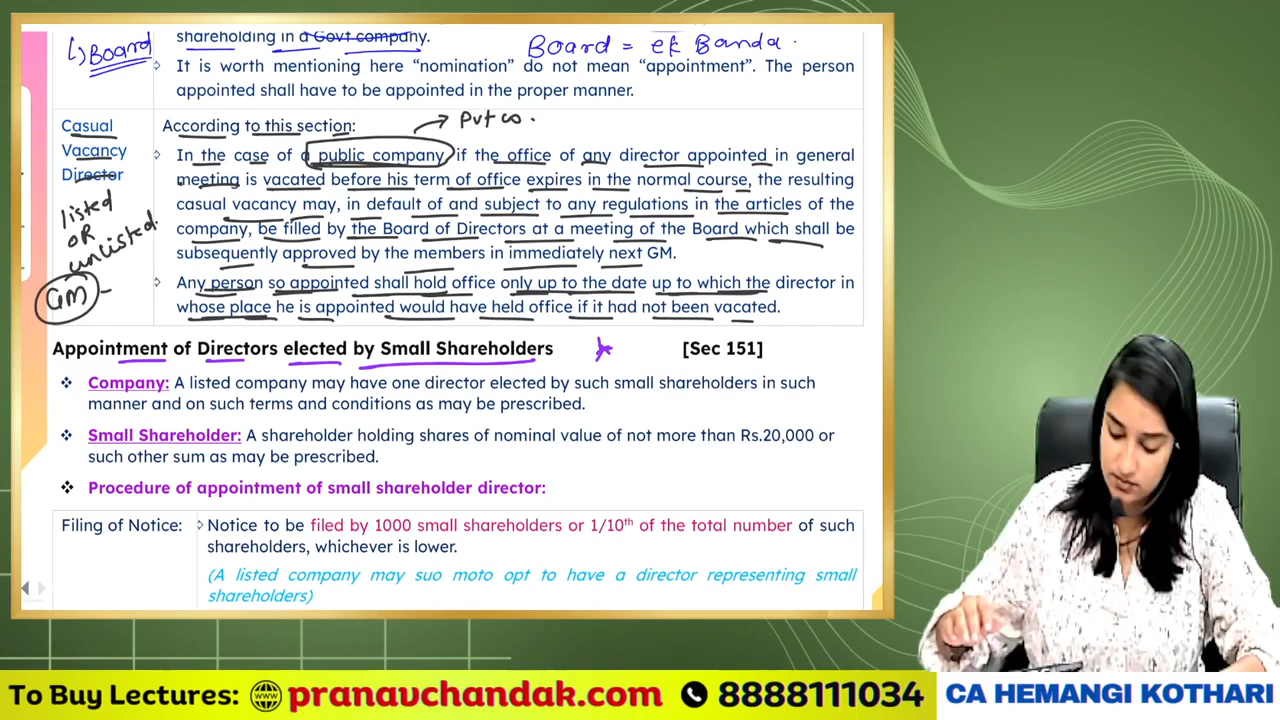 shareholding in a Govt company.
L) Board
Board = ek Banda.
It is worth mentioning here “nomination” do not mean “appointment”. The person
appointed shall have to be appointed in the proper manner.
→ Pvt co.
Casual
Vacancy
Director
listed
OR
unlisted.
GM -
According to this section:
In the case of a public company, if the office of any director appointed in general
meeting is vacated before his term of office expires in the normal course, the resulting
casual vacancy may, in default of and subject to any regulations in the articles of the
company, be filled by the Board of Directors at a meeting of the Board which shall be
subsequently approved by the members in immediately next GM.
Any person so appointed shall hold office only up to the date up to which the director in
whose place he is appointed would have held office if it had not been vacated.
Appointment of Directors elected by Small Shareholders [Sec 151]
Company: A listed company may have one director elected by such small shareholders in such
manner and on such terms and conditions as may be prescribed.
Small Shareholder: A shareholder holding shares of nominal value of not more than Rs.20,000 or
such other sum as may be prescribed.
Procedure of appointment of small shareholder director:
Filing of Notice:
Notice to be filed by 1000 small shareholders or 1/10th of the total number of such
shareholders, whichever is lower.
(A listed company may suo moto opt to have a director representing small
shareholders)
To Buy Lectures: pranavchandak.com 8888111034 CA HEMANGI KOTHARI